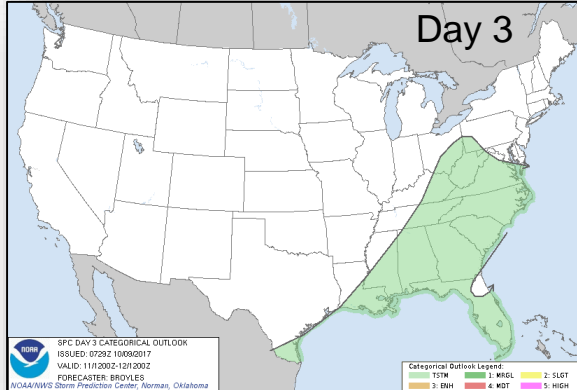 Day 3
NOAA
SPC DAY 3 CATEGORICAL OUTLOOK
ISSUED: 0729Z 10/09/2017
VALID: 11/1200Z-12/1200Z
FORECASTER: BROYLES
NOAA/NWS Storm Prediction Center, Norman, Oklahoma
Categorical Outlook Legend:
TSTM 1: MRGL 2: SLGT
3: ENH 4: MDT 5: HIGH